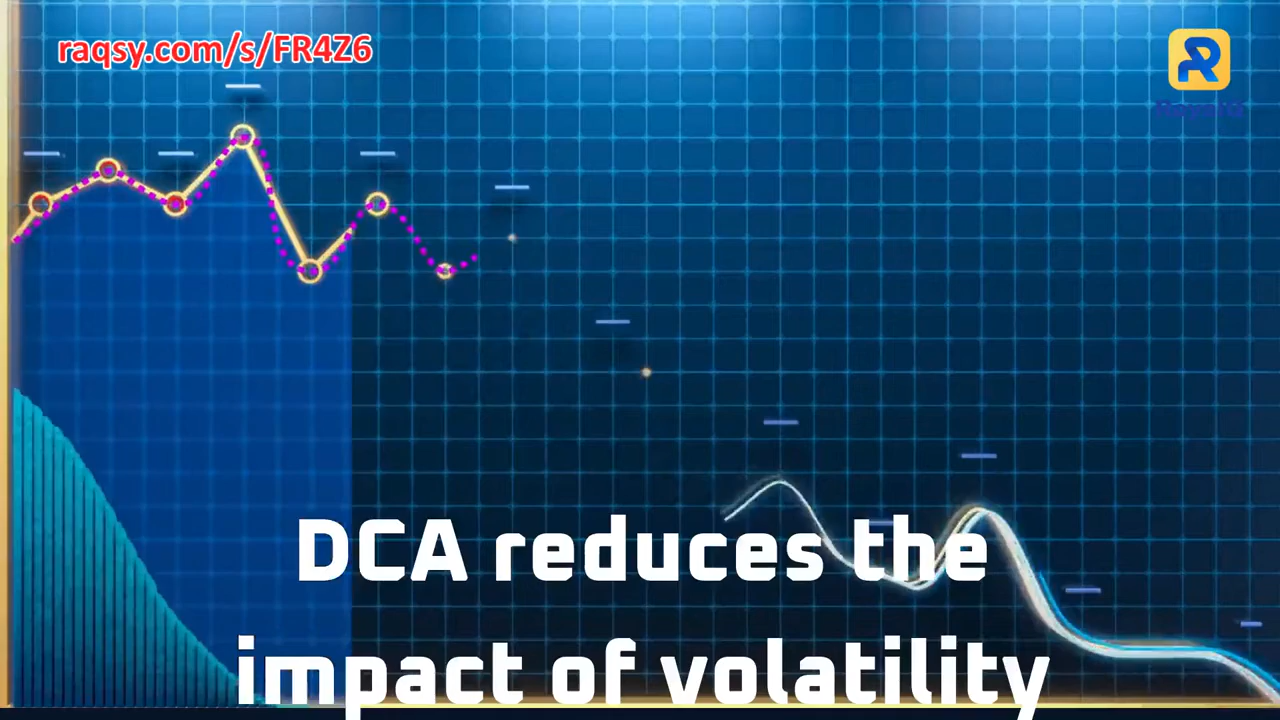 raqsy.com/s/FR4Z6
DCA reduces the
impact of volatility